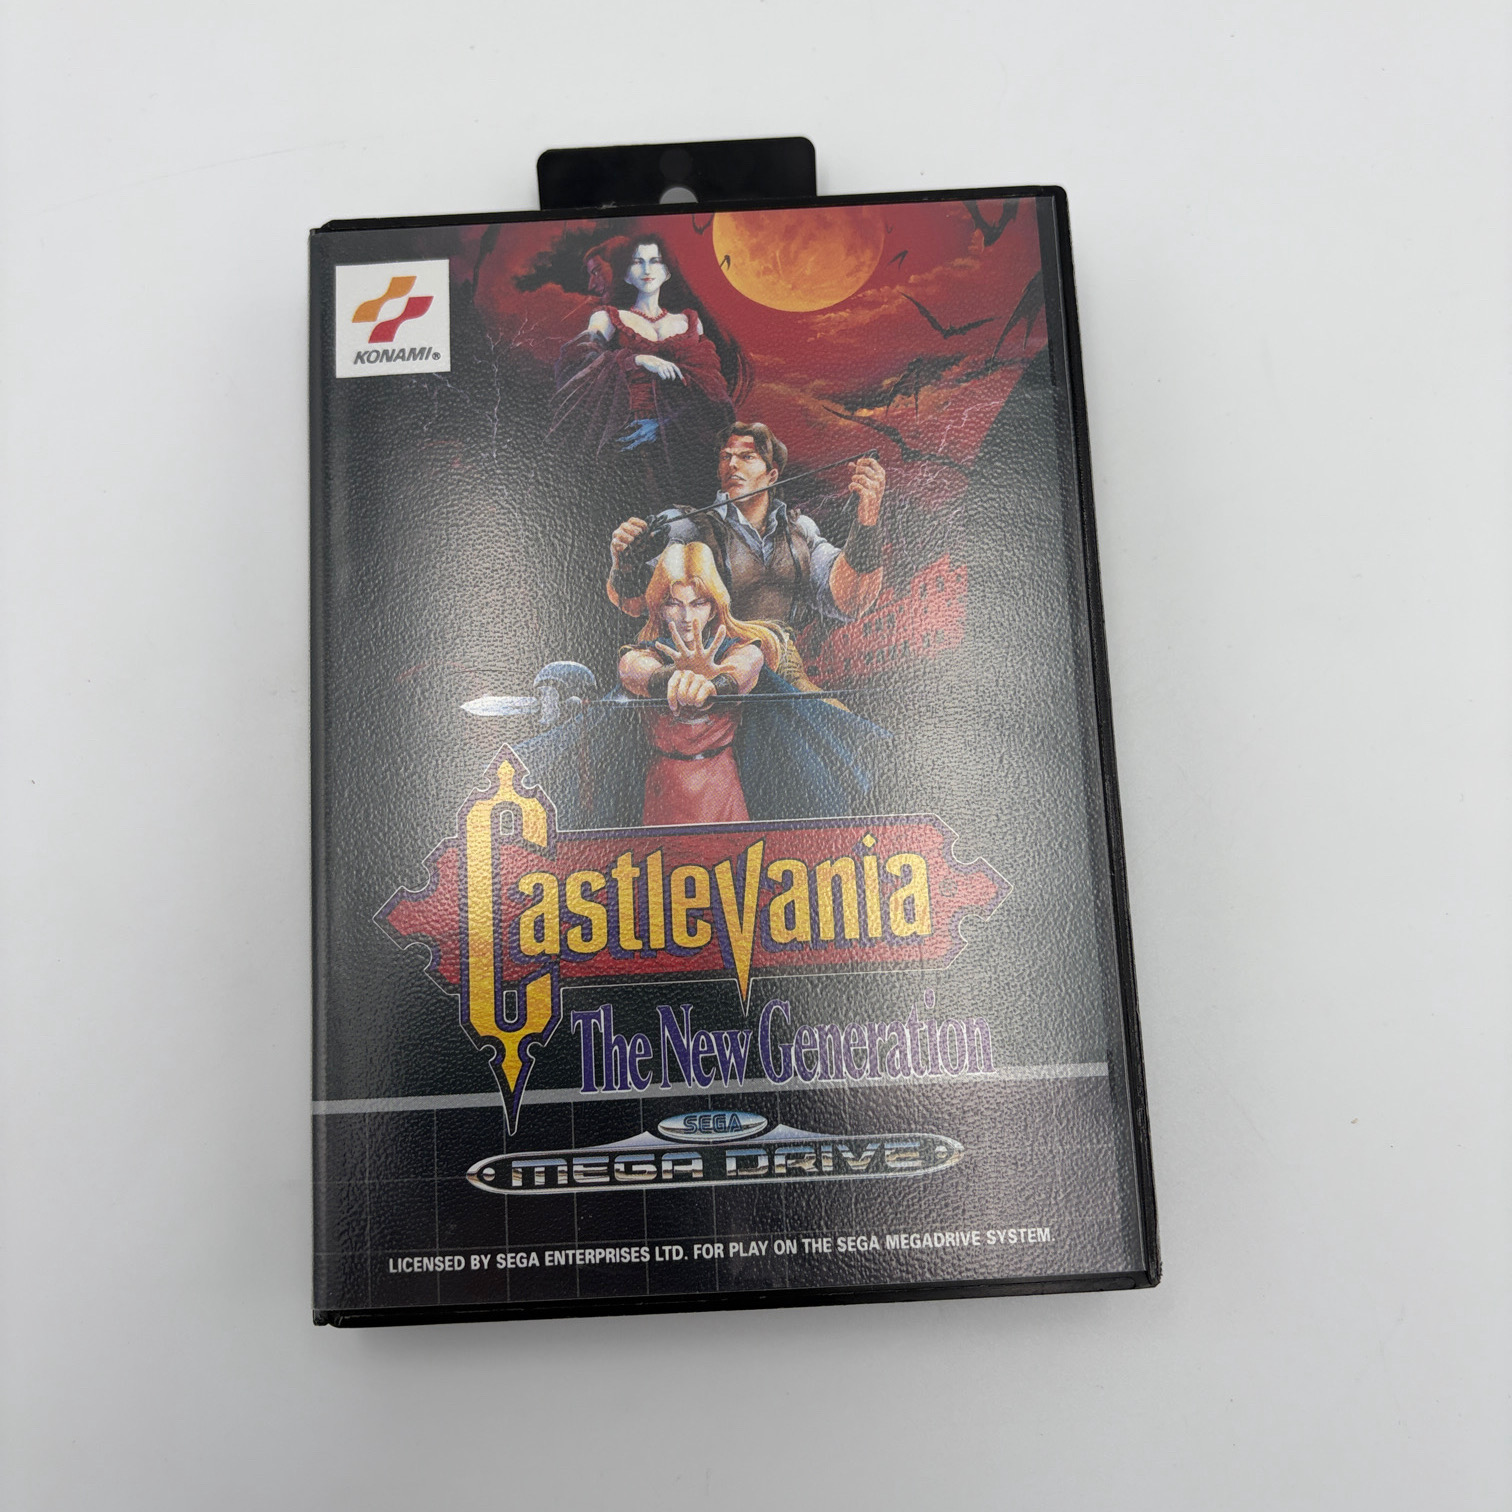 KONAMI®
Castlevania
The New Generation
SEGA
MEGA DRIVE
LICENSED BY SEGA ENTERPRISES LTD. FOR PLAY ON THE SEGA MEGADRIVE SYSTEM.